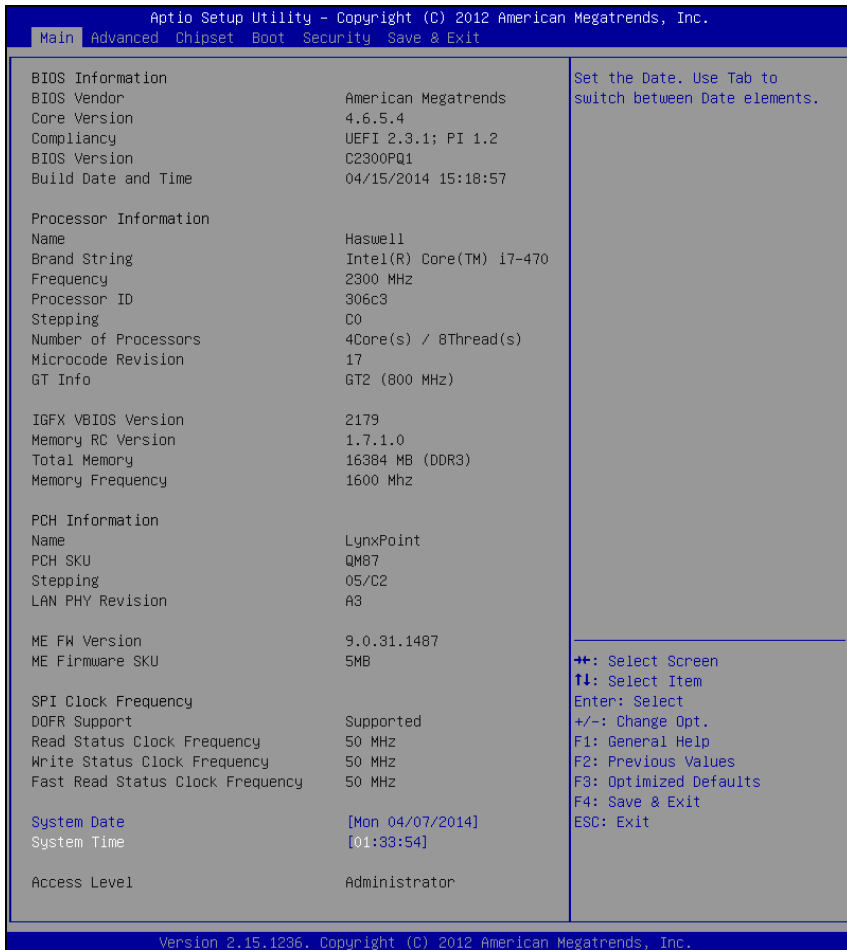 Aptio Setup Utility – Copyright (C) 2012 American Megatrends, Inc.
Main Advanced Chipset Boot Security Save & Exit
BIOS Information
BIOS Vendor American Megatrends
Core Version 4.6.5.4
Compliancy UEFI 2.3.1; PI 1.2
BIOS Version C2300PQ1
Build Date and Time 04/15/2014 15:18:57
Processor Information
Name Haswell
Brand String Intel(R) Core(TM) i7-470
Frequency 2300 MHz
Processor ID 306c3
Stepping C0
Number of Processors 4Core(s) / 8Thread(s)
Microcode Revision 17
GT Info GT2 (800 MHz)
IGFX VBIOS Version 2179
Memory RC Version 1.7.1.0
Total Memory 16384 MB (DDR3)
Memory Frequency 1600 Mhz
PCH Information
Name LynxPoint
PCH SKU QM87
Stepping 05/C2
LAN PHY Revision A3
ME FW Version 9.0.31.1487
ME Firmware SKU 5MB
SPI Clock Frequency
DOFR Support Supported
Read Status Clock Frequency 50 MHz
Write Status Clock Frequency 50 MHz
Fast Read Status Clock Frequency 50 MHz
System Date [Mon 04/07/2014]
System Time [01:33:54]
Access Level Administrator
Set the Date. Use Tab to
switch between Date elements.
→←: Select Screen
↑↓: Select Item
Enter: Select
+/-: Change Opt.
F1: General Help
F2: Previous Values
F3: Optimized Defaults
F4: Save & Exit
ESC: Exit
Version 2.15.1236. Copyright (C) 2012 American Megatrends, Inc.